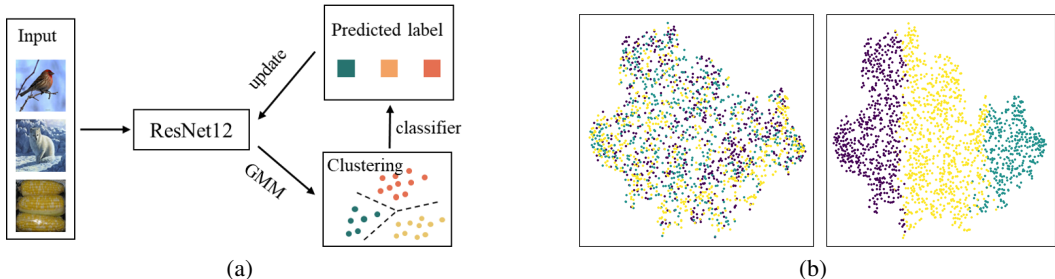 Input
ResNet12
Predicted label
update
classifier
GMM
Clustering
(a)
(b)